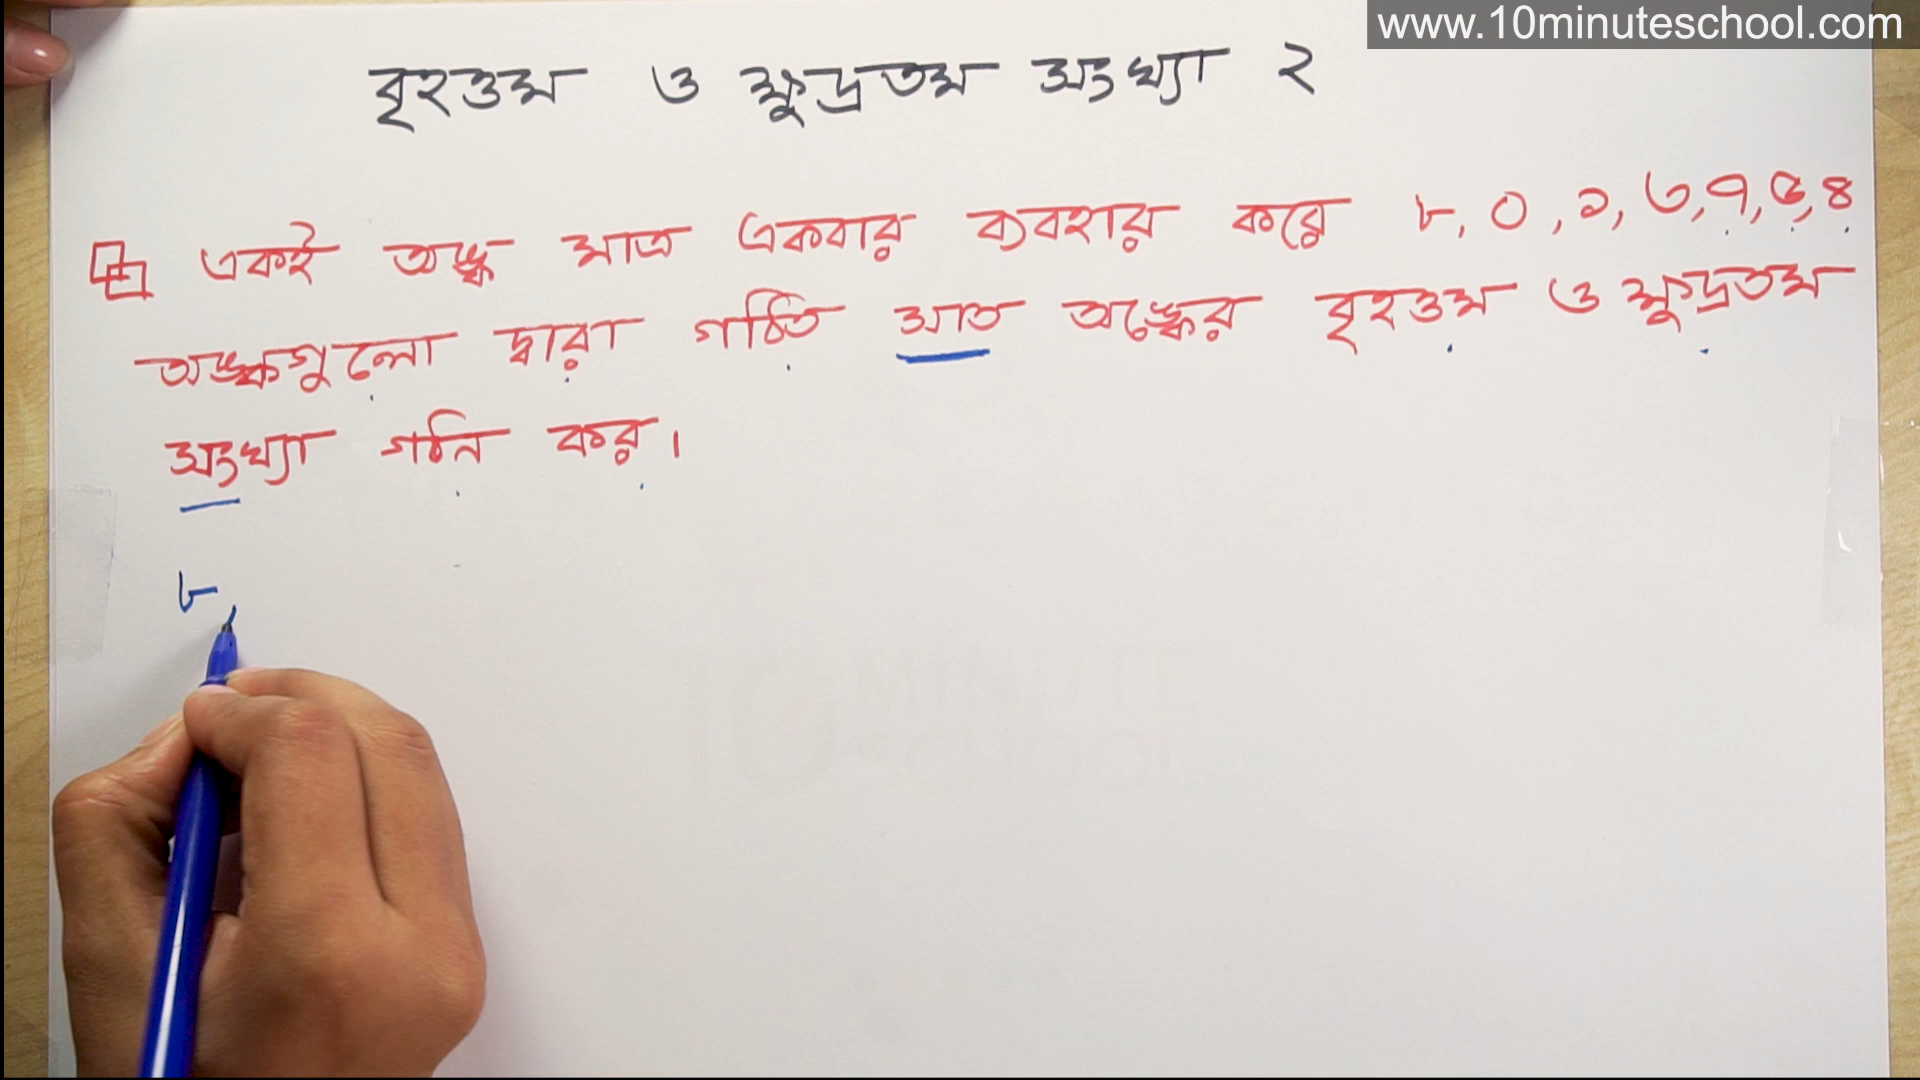 www.10minuteschool.com
বৃহত্তম ও ক্ষুদ্রতম সংখ্যা ২
একই অঙ্ক মাত্র একবার ব্যবহার করে ৮, ০, ১, ৩, ৭, ৫, ৪
অঙ্কগুলো দ্বারা গঠিত সাত অঙ্কের বৃহত্তম ও ক্ষুদ্রতম
সংখ্যা গঠন কর।
৮,